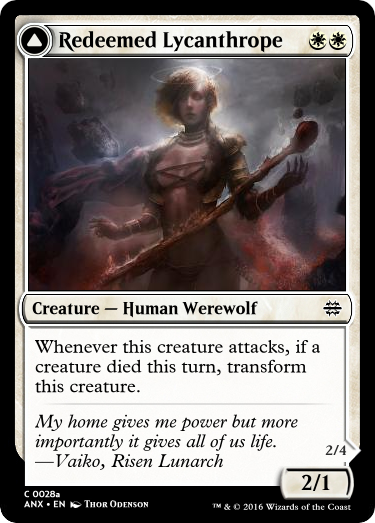 Redeemed Lycanthrope
Creature — Human Werewolf
Whenever this creature attacks, if a
creature died this turn, transform
this creature.
My home gives me power but more
importantly it gives all of us life.
—Vaiko, Risen Lunarch
2/4
2/1
C 0028a
ANX • EN Thor Odenson
™ & © 2016 Wizards of the Coast